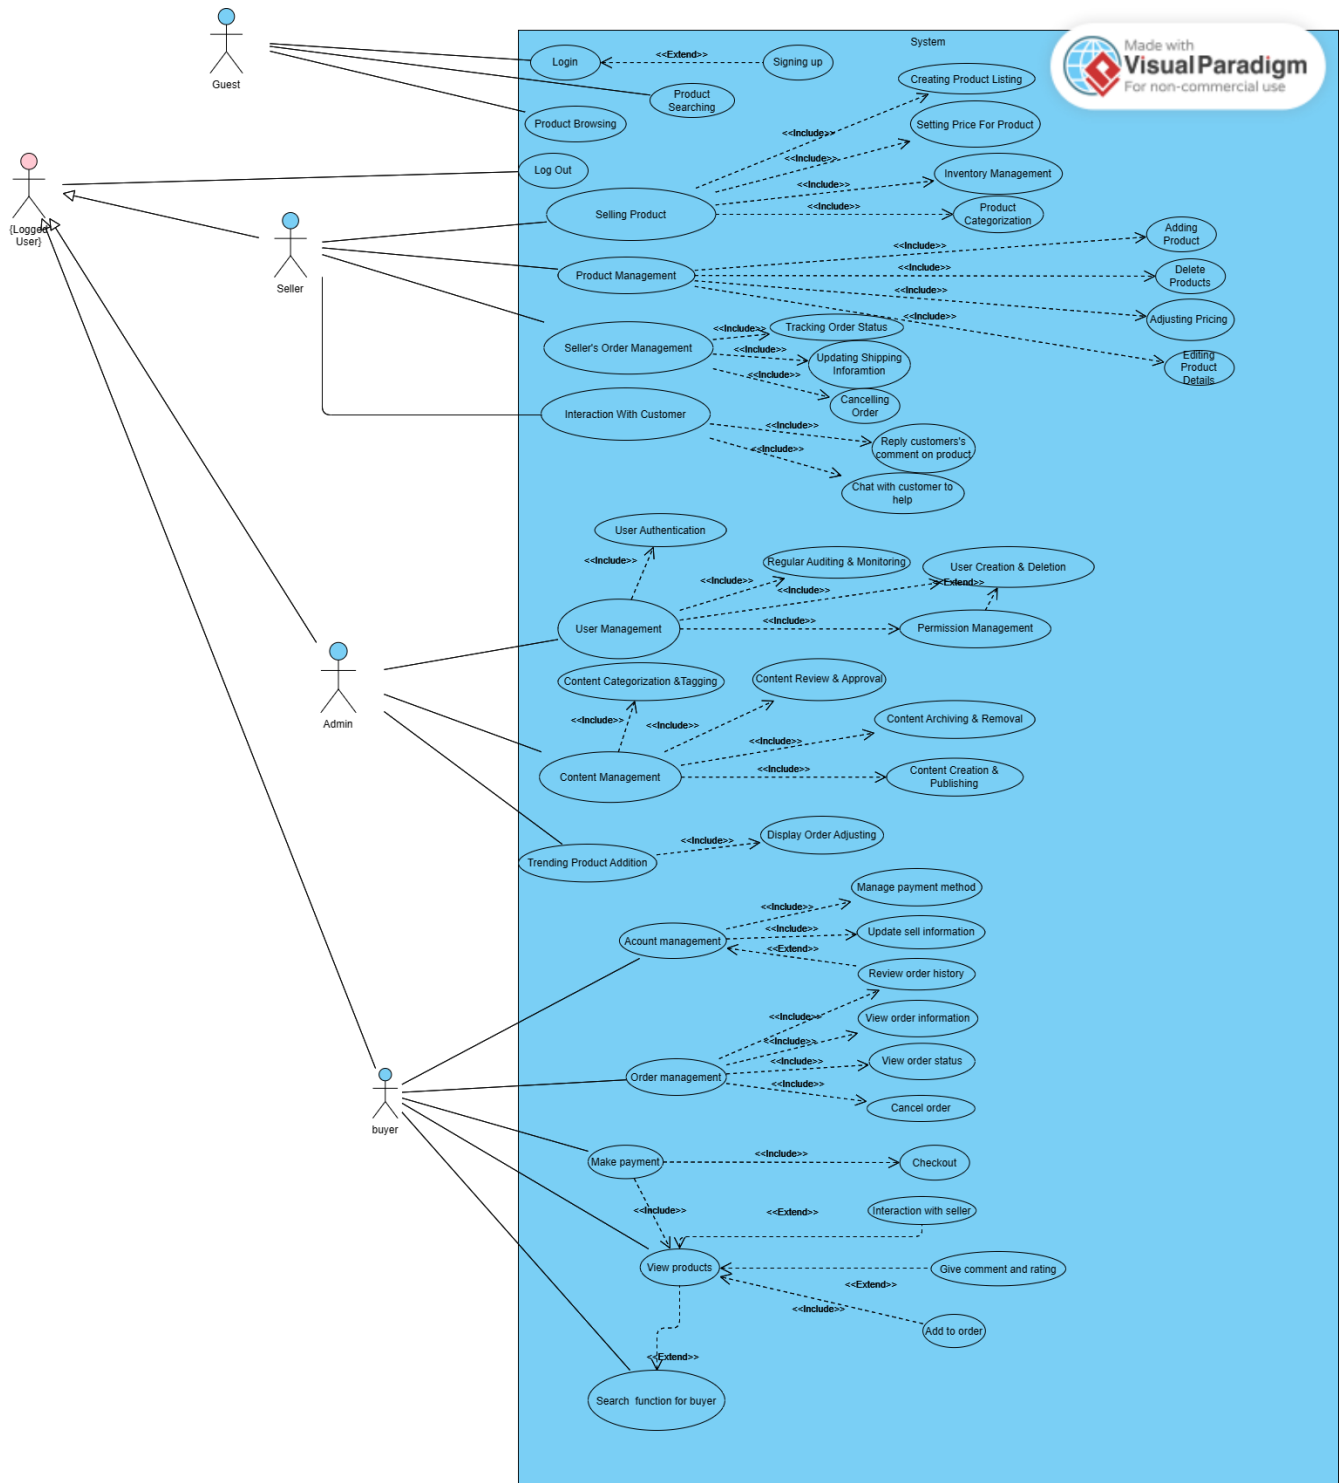 System
Made with
VisualParadigm
For non-commercial use
Guest
Login
<<Extend>>
Signing up
Creating Product Listing
Product
Searching
Product Browsing
<<Include>>
Setting Price For Product
Log Out
<<Include>>
Inventory Management
{Logged
User}
Seller
Selling Product
<<Include>>
<<Include>>
Product
Categorization
Adding
Product
Product Management
<<Include>>
<<Include>>
Delete
Products
<<Include>>
Adjusting Pricing
<<Include>>
Editing
Product
Details
Seller's Order Management
<<Include>>
Tracking Order Status
<<Include>>
Updating Shipping
Inforamtion
<<Include>>
Cancelling
Order
Interaction With Customer
<<Include>>
Reply customers's
comment on product
<<Include>>
Chat with customer to
help
User Authentication
<<Include>>
Regular Auditing & Monitoring
<<Include>>
User Creation & Deletion
<<Include>>
<<Extend>>
User Management
<<Include>>
Permission Management
Admin
Content Categorization &Tagging
Content Review & Approval
<<Include>>
<<Include>>
Content Archiving & Removal
<<Include>>
Content Management
<<Include>>
Content Creation &
Publishing
Trending Product Addition
<<Include>>
Display Order Adjusting
Manage payment method
<<Include>>
Acount management
<<Include>>
Update sell information
<<Extend>>
Review order history
<<Include>>
View order information
<<Include>>
Order management
<<Include>>
View order status
<<Include>>
Cancel order
buyer
Make payment
<<Include>>
Checkout
<<Include>>
<<Extend>>
Interaction with seller
View products
Give comment and rating
<<Extend>>
<<Include>>
Add to order
<<Extend>>
Search function for buyer